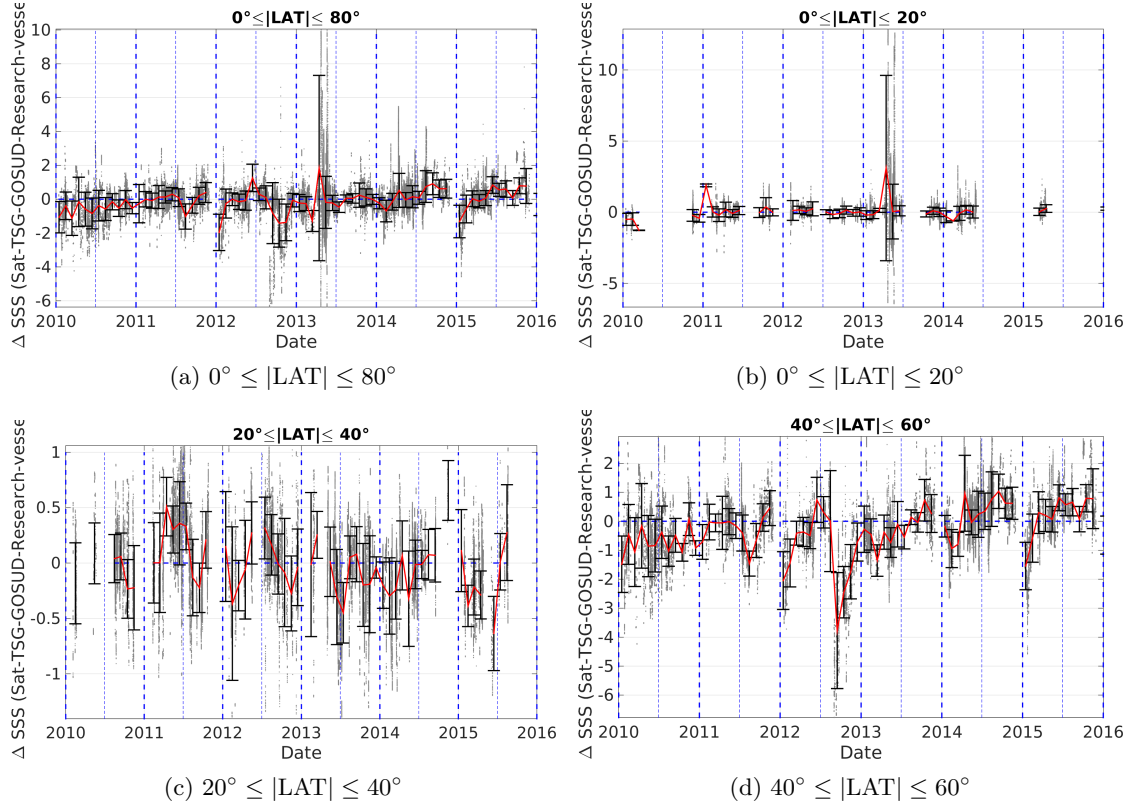 0°≤|LAT|≤ 80°
Δ SSS (Sat-TSG-GOSUD-Research-vesse
10
8
6
4
2
0
-2
-4
-6
2010 2011 2012 2013 2014 2015 2016
Date
(a) 0° ≤ |LAT| ≤ 80°
0°≤|LAT|≤ 20°
Δ SSS (Sat-TSG-GOSUD-Research-vesse
10
5
0
-5
2010 2011 2012 2013 2014 2015 2016
Date
(b) 0° ≤ |LAT| ≤ 20°
20°≤|LAT|≤ 40°
Δ SSS (Sat-TSG-GOSUD-Research-vesse
1
0.5
0
-0.5
-1
2010 2011 2012 2013 2014 2015 2016
Date
(c) 20° ≤ |LAT| ≤ 40°
40°≤|LAT|≤ 60°
Δ SSS (Sat-TSG-GOSUD-Research-vesse
2
1
0
-1
-2
-3
-4
-5
-6
2010 2011 2012 2013 2014 2015 2016
Date
(d) 40° ≤ |LAT| ≤ 60°